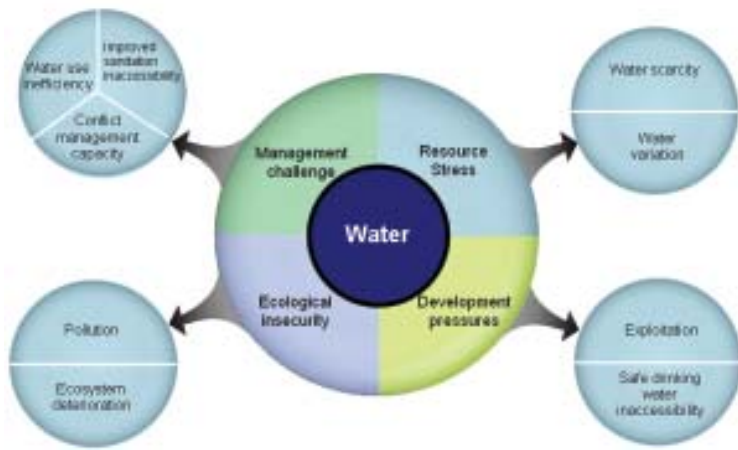 Water use
inefficiency
Improved
sanitation
inaccessibility
Conflict
management
capacity
Water scarcity
Water
variation
Management
challenge
Resource
Stress
Water
Ecological
insecurity
Development
pressures
Pollution
Ecosystem
deterioration
Exploitation
Safe drinking
water
inaccessibility